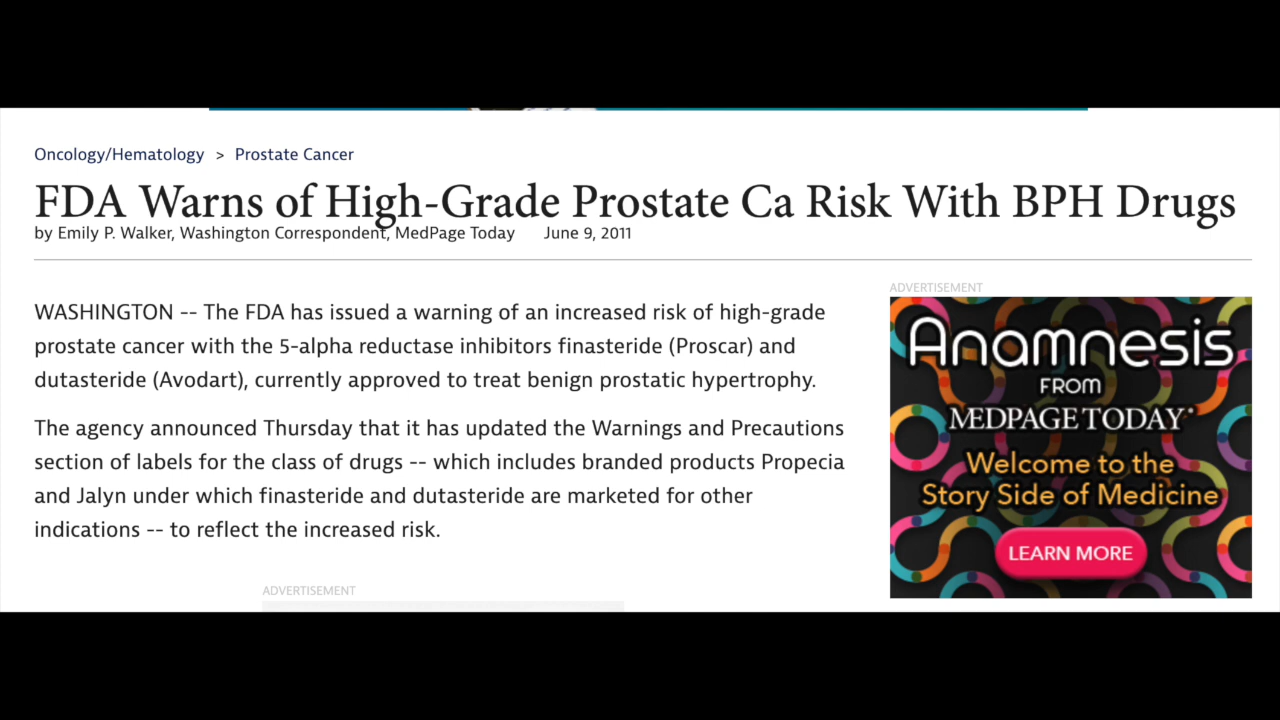 Oncology/Hematology > Prostate Cancer
FDA Warns of High-Grade Prostate Ca Risk With BPH Drugs
by Emily P. Walker, Washington Correspondent, MedPage Today June 9, 2011
WASHINGTON -- The FDA has issued a warning of an increased risk of high-grade
prostate cancer with the 5-alpha reductase inhibitors finasteride (Proscar) and
dutasteride (Avodart), currently approved to treat benign prostatic hypertrophy.
The agency announced Thursday that it has updated the Warnings and Precautions
section of labels for the class of drugs -- which includes branded products Propecia
and Jalyn under which finasteride and dutasteride are marketed for other
indications -- to reflect the increased risk.
ADVERTISEMENT
ADVERTISEMENT
Anamnesis
FROM
MEDPAGE TODAY
Welcome to the
Story Side of Medicine
LEARN MORE